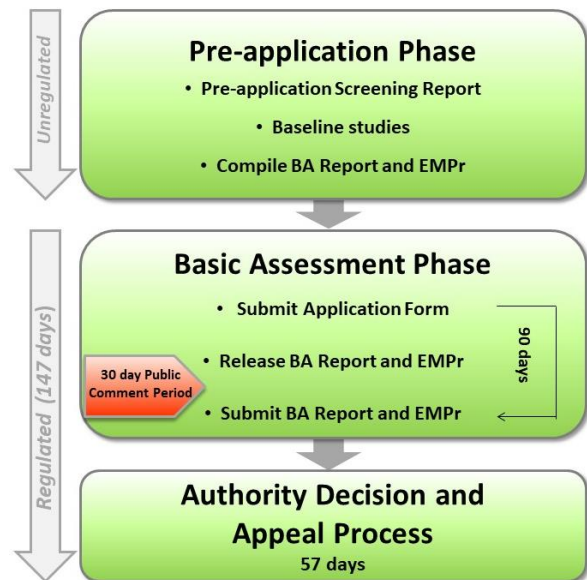 Unregulated
Pre-application Phase
• Pre-application Screening Report
• Baseline studies
• Compile BA Report and EMPr
Regulated (147 days)
Basic Assessment Phase
• Submit Application Form
90 days
30 day Public
Comment Period
• Release BA Report and EMPr
• Submit BA Report and EMPr
Authority Decision and
Appeal Process
57 days